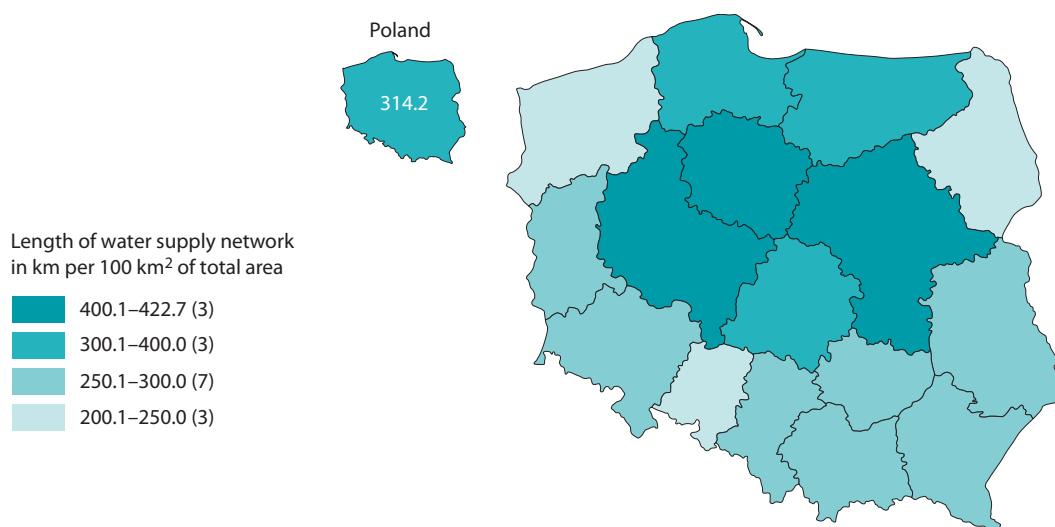 Poland
314.2
Length of water supply network
in km per 100 km² of total area
400.1–422.7 (3)
300.1–400.0 (3)
250.1–300.0 (7)
200.1–250.0 (3)